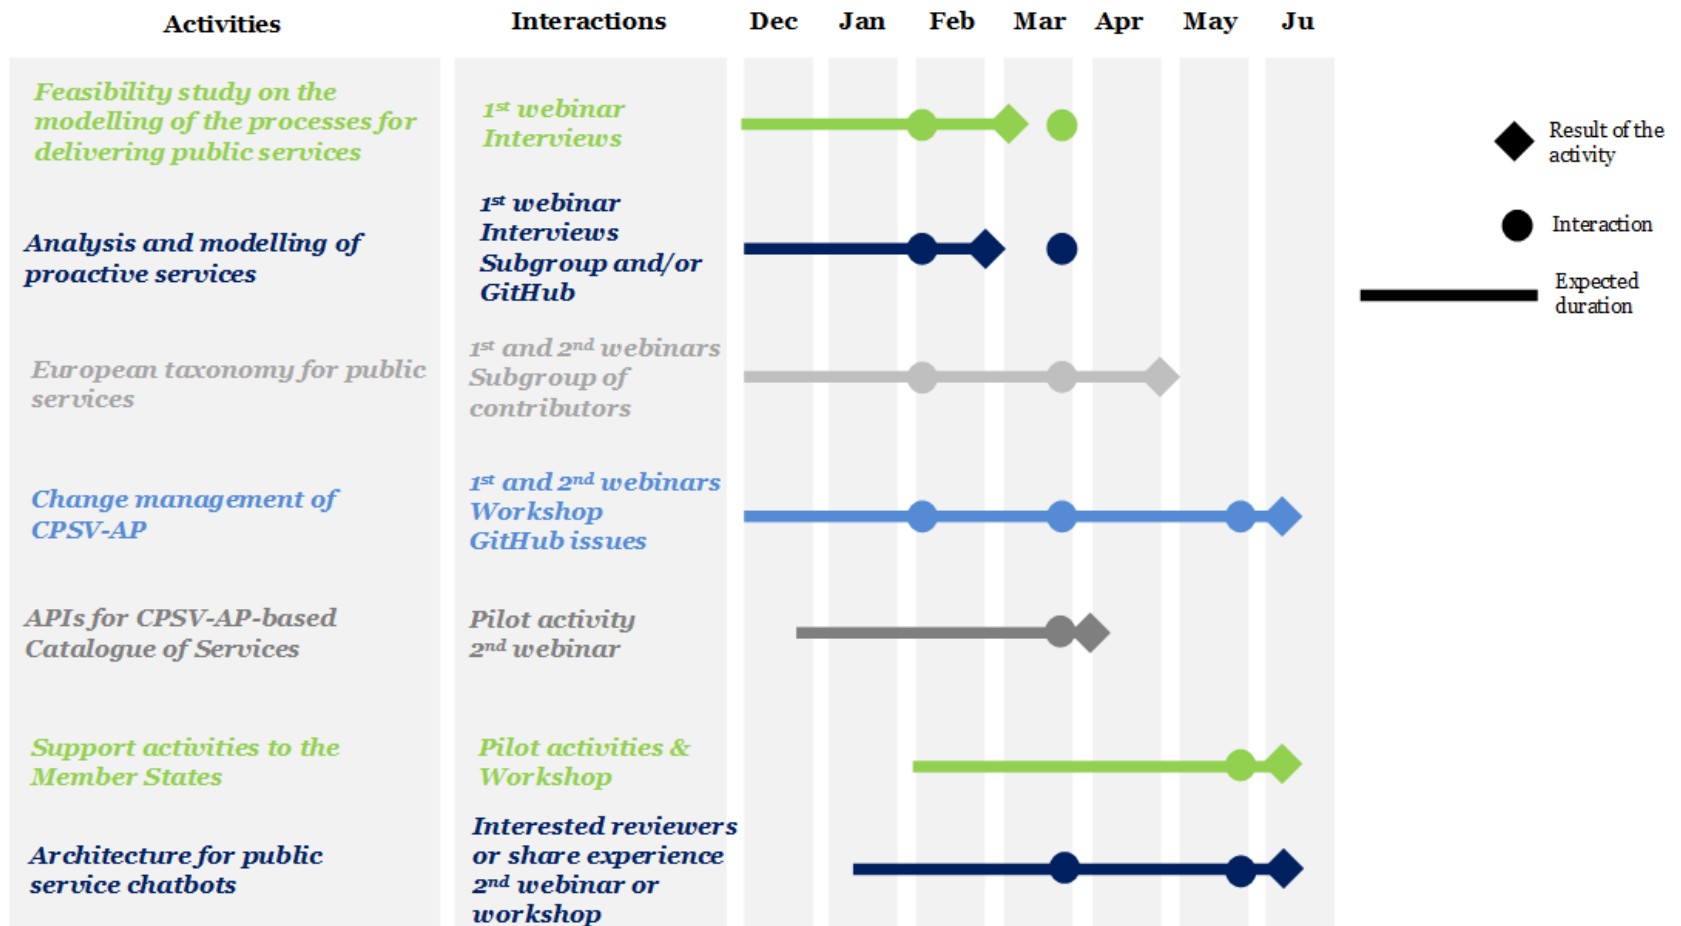 Activities
Interactions
Dec
Jan
Feb
Mar
Apr
May
Ju
Feasibility study on the
modelling of the processes for
delivering public services
1st webinar
Interviews
Analysis and modelling of
proactive services
1st webinar
Interviews
Subgroup and/or
GitHub
European taxonomy for public
services
1st and 2nd webinars
Subgroup of
contributors
Change management of
CPSV-AP
1st and 2nd webinars
Workshop
GitHub issues
APIs for CPSV-AP-based
Catalogue of Services
Pilot activity
2nd webinar
Support activities to the
Member States
Pilot activities &
Workshop
Architecture for public
service chatbots
Interested reviewers
or share experience
2nd webinar or
workshop
Result of the
activity
Interaction
Expected
duration